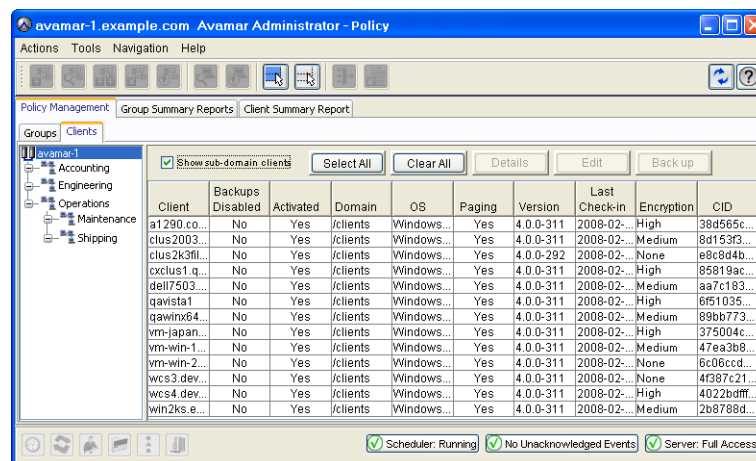 avamar-1.example.com Avamar Administrator - Policy
Actions Tools Navigation Help
Policy Management Group Summary Reports Client Summary Report
Groups Clients
avamar-1
Accounting
Engineering
Operations
Maintenance
Shipping
Show sub-domain clients Select All Clear All Details Edit Back up
Client Backups Disabled Activated Domain OS Paging Version Last Check-in Encryption CID
a1290.co... No Yes /clients Windows... Yes 4.0.0-311 2008-02-... High 38d565c...
clus2003... No Yes /clients Windows... Yes 4.0.0-311 2008-02-... Medium 8d153f3...
clus2k3fil... No Yes /clients Windows... Yes 4.0.0-292 2008-02-... None e8c8d4b...
cxclus1.q... No Yes /clients Windows... Yes 4.0.0-311 2008-02-... High 85819ac...
dell7503.... No Yes /clients Windows... Yes 4.0.0-311 2008-02-... Medium aa7c183...
qavista1 No Yes /clients Windows... Yes 4.0.0-311 2008-02-... High 6f51035...
qawinx64... No Yes /clients Windows... Yes 4.0.0-311 2008-02-... Medium 89bb773...
vm-japan... No Yes /clients Windows... Yes 4.0.0-311 2008-02-... High 375004c...
vm-win-1... No Yes /clients Windows... Yes 4.0.0-311 2008-02-... Medium 47ea3b8...
vm-win-2... No Yes /clients Windows... Yes 4.0.0-311 2008-02-... None 6c06ccd...
wcs3.dev... No Yes /clients Windows... Yes 4.0.0-311 2008-02-... None 4f387c21...
wcs4.dev... No Yes /clients Windows... Yes 4.0.0-311 2008-02-... High 4022bdfff...
win2ks.e... No Yes /clients Windows... Yes 4.0.0-311 2008-02-... Medium 2b8788d...
Scheduler: Running No Unacknowledged Events Server: Full Access